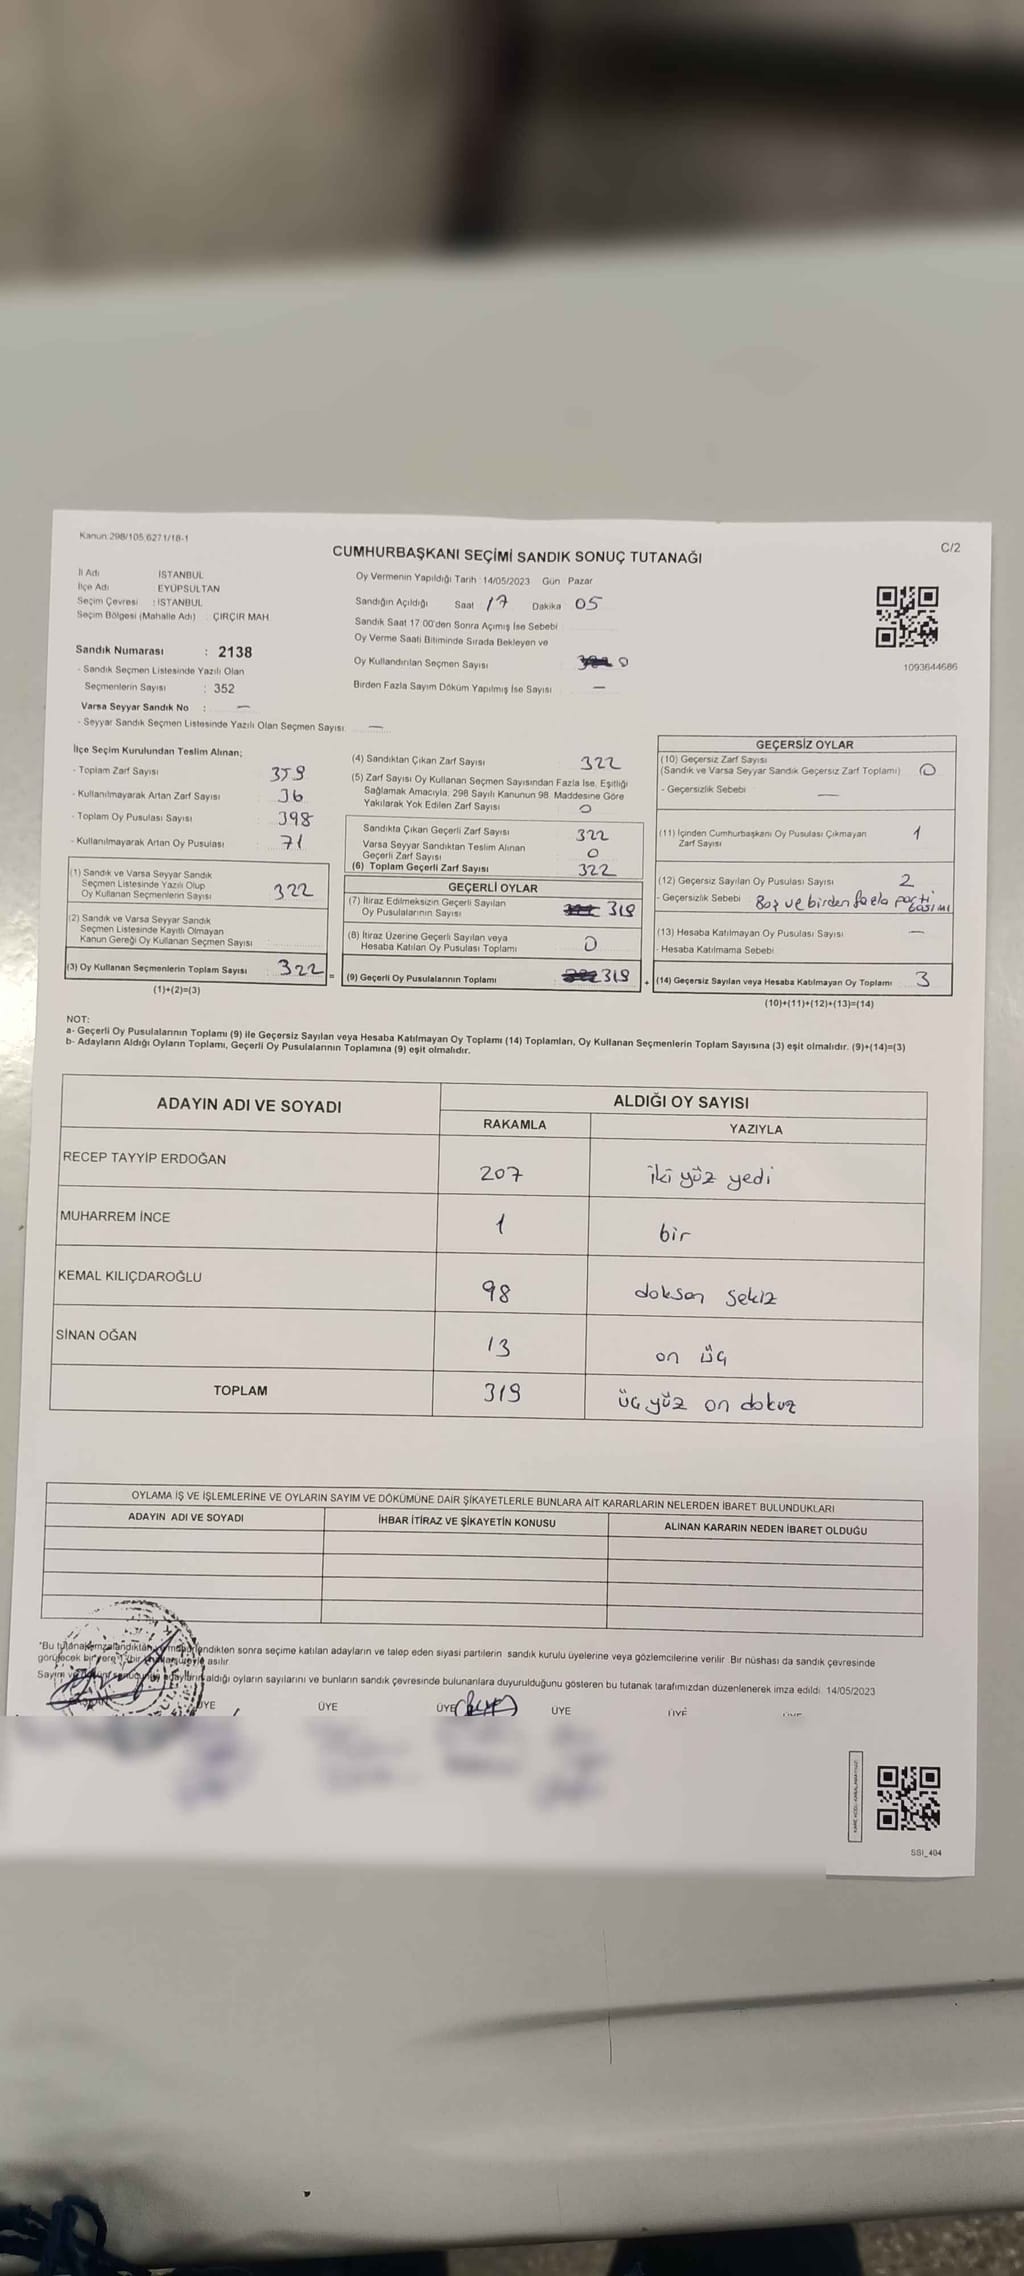 Kanun 298/105,6271/18-1
C/2
CUMHURBAŞKANI SEÇİMİ SANDIK SONUÇ TUTANAĞI
İl Adı İSTANBUL
İlçe Adı EYÜPSULTAN
Seçim Çevresi : İSTANBUL
Seçim Bölgesi (Mahalle Adı) : ÇIRÇIR MAH
Sandık Numarası : 2138
- Sandık Seçmen Listesinde Yazılı Olan
Seçmenlerin Sayısı : 352
Varsa Seyyar Sandık No : —
- Seyyar Sandık Seçmen Listesinde Yazılı Olan Seçmen Sayısı: —
Oy Vermenin Yapıldığı Tarih : 14/05/2023 Gün Pazar
Sandığın Açıldığı Saat 17 Dakika 05
Sandık Saat 17.00'den Sonra Açımış İse Sebebi
Oy Verme Saati Bitiminde Sırada Bekleyen ve
Oy Kullandırılan Seçmen Sayısı 0
Birden Fazla Sayım Döküm Yapılmış İse Sayısı —
1093644686
İlçe Seçim Kurulundan Teslim Alınan;
- Toplam Zarf Sayısı 359
- Kullanılmayarak Artan Zarf Sayısı 36
- Toplam Oy Pusulası Sayısı 398
- Kullanılmayarak Artan Oy Pusulası 71
(1) Sandık ve Varsa Seyyar Sandık
Seçmen Listesinde Yazılı Olup
Oy Kullanan Seçmenlerin Sayısı 322
(2) Sandık ve Varsa Seyyar Sandık
Seçmen Listesinde Kayıtlı Olmayan
Kanun Gereği Oy Kullanan Seçmen Sayısı
(3) Oy Kullanan Seçmenlerin Toplam Sayısı 322 =
(1)+(2)=(3)
(4) Sandıktan Çıkan Zarf Sayısı 322
(5) Zarf Sayısı Oy Kullanan Seçmen Sayısından Fazla İse, Eşitliği
Sağlamak Amacıyla, 298 Sayılı Kanunun 98. Maddesine Göre
Yakılarak Yok Edilen Zarf Sayısı 0
Sandıkta Çıkan Geçerli Zarf Sayısı 322
Varsa Seyyar Sandıktan Teslim Alınan
Geçerli Zarf Sayısı 0
(6) Toplam Geçerli Zarf Sayısı 322
GEÇERLİ OYLAR
(7) İtiraz Edilmeksizin Geçerli Sayılan
Oy Pusulalarının Sayısı 319
(8) İtiraz Üzerine Geçerli Sayılan veya
Hesaba Katılan Oy Pusulası Toplamı 0
(9) Geçerli Oy Pusulalarının Toplamı 319 +
GEÇERSİZ OYLAR
(10) Geçersiz Zarf Sayısı
(Sandık ve Varsa Seyyar Sandık Geçersiz Zarf Toplamı) 0
- Geçersizlik Sebebi —
(11) İçinden Cumhurbaşkanı Oy Pusulası Çıkmayan
Zarf Sayısı 1
(12) Geçersiz Sayılan Oy Pusulası Sayısı 2
- Geçersizlik Sebebi Boş ve birden fazla parti basımı
(13) Hesaba Katılmayan Oy Pusulası Sayısı —
- Hesaba Katılmama Sebebi
(14) Geçersiz Sayılan veya Hesaba Katılmayan Oy Toplamı 3
(10)+(11)+(12)+(13)=(14)
NOT:
a- Geçerli Oy Pusulalarının Toplamı (9) ile Geçersiz Sayılan veya Hesaba Katılmayan Oy Toplamı (14) Toplamları, Oy Kullanan Seçmenlerin Toplam Sayısına (3) eşit olmalıdır. (9)+(14)=(3)
b- Adayların Aldığı Oyların Toplamı, Geçerli Oy Pusulalarının Toplamına (9) eşit olmalıdır.
ADAYIN ADI VE SOYADI
ALDIĞI OY SAYISI
RAKAMLA YAZIYLA
RECEP TAYYİP ERDOĞAN 207 iki yüz yedi
MUHARREM İNCE 1 bir
KEMAL KILIÇDAROĞLU 98 doksan sekiz
SİNAN OĞAN 13 on üç
TOPLAM 319 üç yüz on dokuz
OYLAMA İŞ VE İŞLEMLERİNE VE OYLARIN SAYIM VE DÖKÜMÜNE DAİR ŞİKAYETLERLE BUNLARA AİT KARARLARIN NELERDEN İBARET BULUNDUKLARI
ADAYIN ADI VE SOYADI İHBAR İTİRAZ VE ŞİKAYETİN KONUSU ALINAN KARARIN NEDEN İBARET OLDUĞU
"Bu sonra seçime katılan adayların ve talep eden siyasi partilerin sandık kurulu üyelerine veya gözlemcilerine verilir. Bir nüshası da sandık çevresinde
görülecek bir yere asılır
Sayım ve aldığı oyların sayılarını ve bunların sandık çevresinde bulunanlara duyurulduğunu gösteren bu tutanak tarafımızdan düzenlenerek imza edildi. 14/05/2023
ÜYE ÜYE ÜYE ÜYE ÜYE
SSI_404